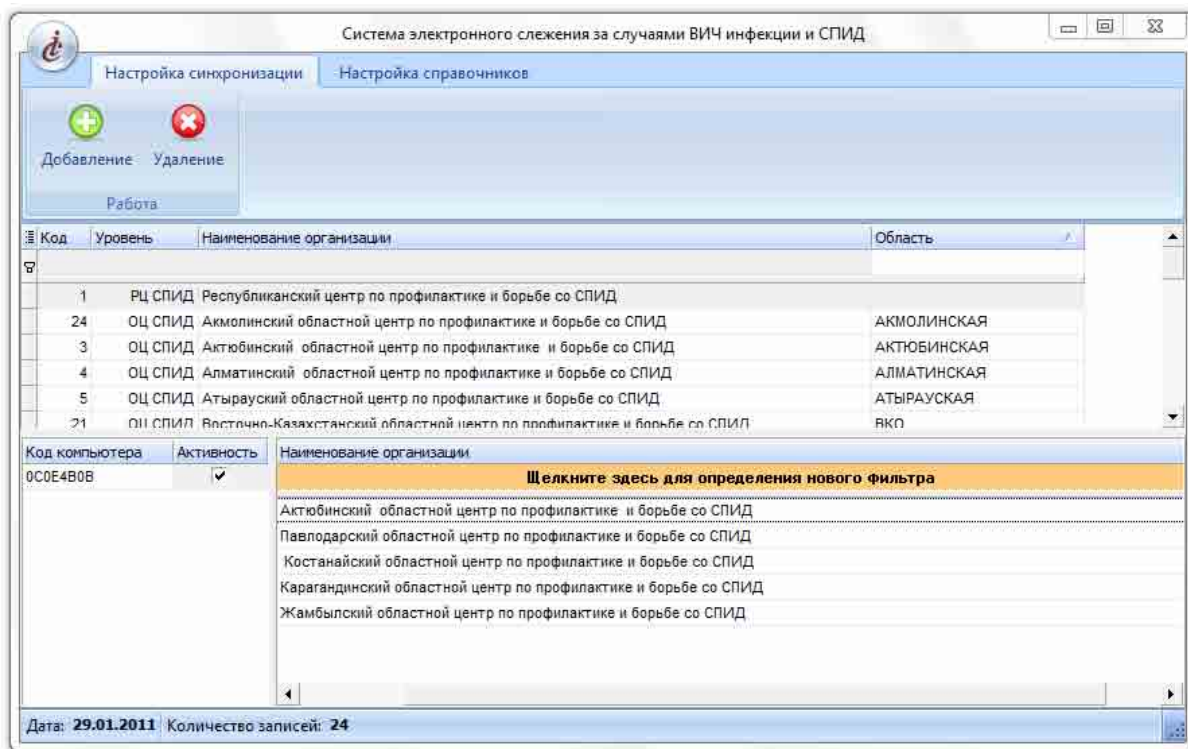 Система электронного слежения за случаями ВИЧ инфекции и СПИД
Настройка синхронизации Настройка справочников
Добавление Удаление
Работа
Код Уровень Наименование организации Область
1 РЦ СПИД Республиканский центр по профилактике и борьбе со СПИД
24 ОЦ СПИД Акмолинский областной центр по профилактике и борьбе со СПИД АКМОЛИНСКАЯ
3 ОЦ СПИД Актюбинский областной центр по профилактике и борьбе со СПИД АКТЮБИНСКАЯ
4 ОЦ СПИД Алматинский областной центр по профилактике и борьбе со СПИД АЛМАТИНСКАЯ
5 ОЦ СПИД Атырауский областной центр по профилактике и борьбе со СПИД АТЫРАУСКАЯ
21 ОЦ СПИД Восточно-Казахстанский областной центр по профилактике и борьбе со СПИД ВКО
Код компьютера Активность Наименование организации
0C0E4B0B Щелкните здесь для определения нового фильтра
Актюбинский областной центр по профилактике и борьбе со СПИД
Павлодарский областной центр по профилактике и борьбе со СПИД
Костанайский областной центр по профилактике и борьбе со СПИД
Карагандинский областной центр по профилактике и борьбе со СПИД
Жамбылский областной центр по профилактике и борьбе со СПИД
Дата: 29.01.2011 Количество записей: 24